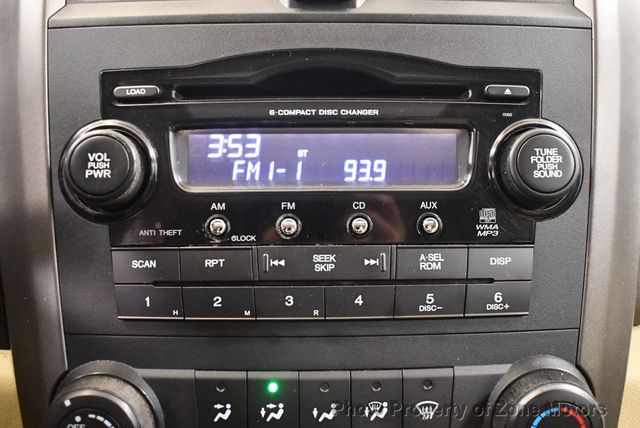 LOAD
6-COMPACT DISC CHANGER
3:53
ST
FM1-1 93.9
VOL
PUSH
PWR
TUNE
FOLDER
PUSH
SOUND
AM FM CD AUX
ANTI THEFT
CLOCK
WMA
MP3
SCAN RPT SEEK
SKIP A·SEL
RDM DISP
1 H 2 M 3 R 4 5
DISC– 6
DISC+
OFF
Photo Property of Zone Motors